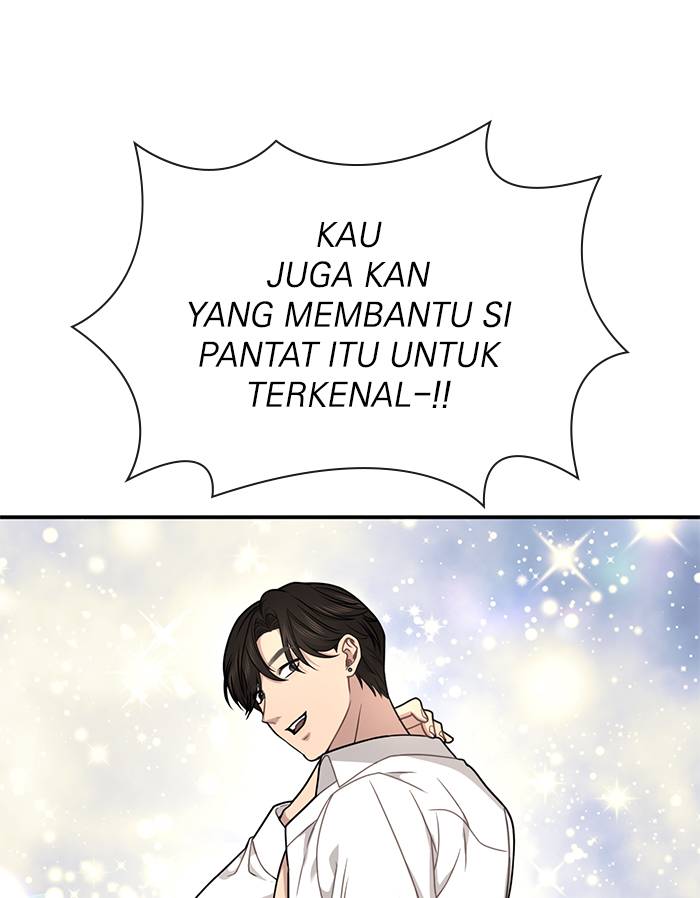 KAU
JUGA KAN
YANG MEMBANTU SI
PANTAT ITU UNTUK
TERKENAL-!!